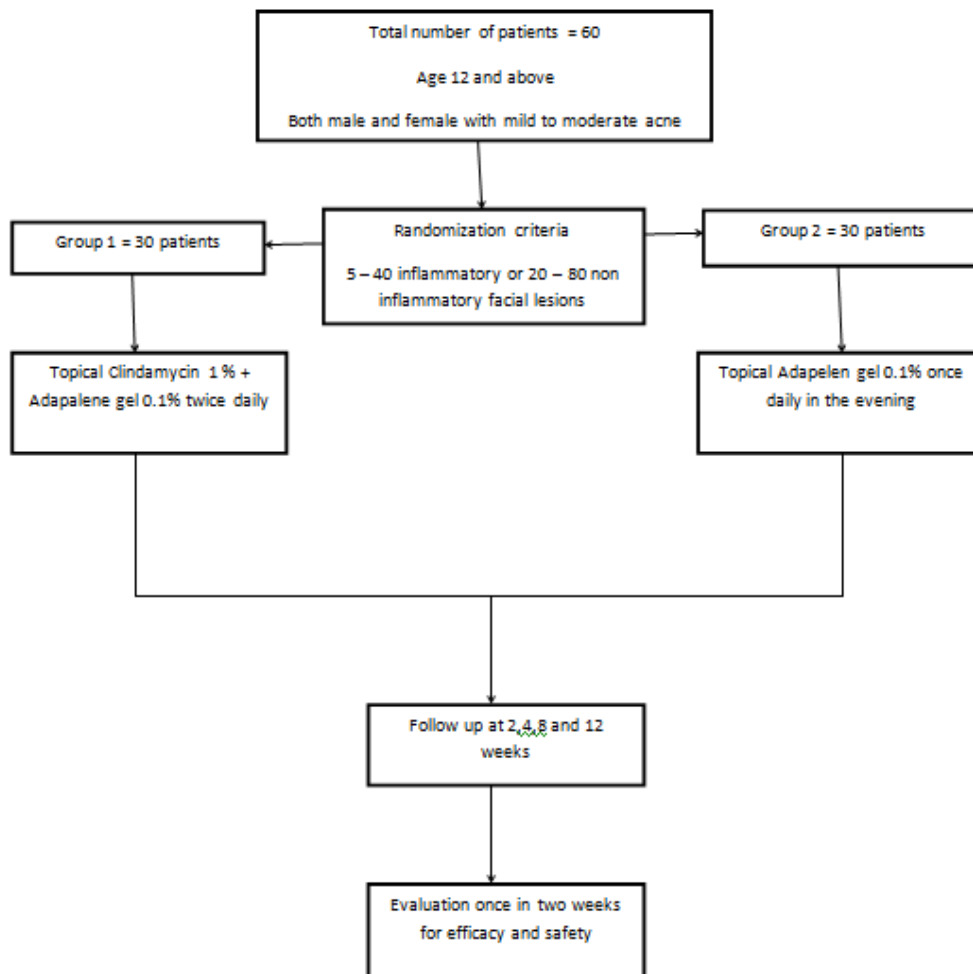 Total number of patients = 60
Age 12 and above
Both male and female with mild to moderate acne
Group 1 = 30 patients
Randomization criteria
5 – 40 inflammatory or 20 – 80 non
inflammatory facial lesions
Group 2 = 30 patients
Topical Clindamycin 1 % +
Adapalene gel 0.1% twice daily
Topical Adapelen gel 0.1% once
daily in the evening
Follow up at 2,4,8 and 12
weeks
Evaluation once in two weeks
for efficacy and safety